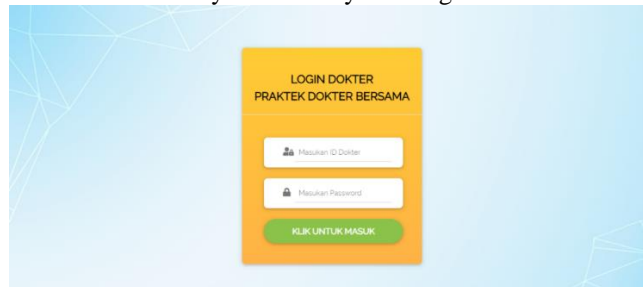 LOGIN DOKTER
PRAKTEK DOKTER BERSAMA
Masukan ID Dokter
Masukan Password
KLIK UNTUK MASUK